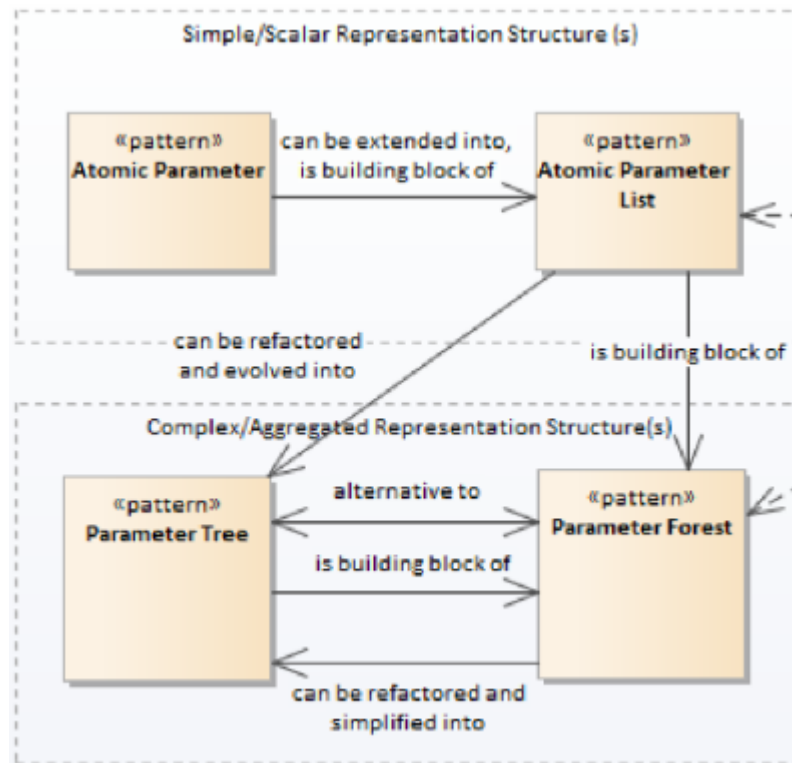 Simple/Scalar Representation Structure (s)
«pattern»
Atomic Parameter
can be extended into,
is building block of
«pattern»
Atomic Parameter
List
can be refactored
and evolved into
is building block of
Complex/Aggregated Representation Structure(s)
«pattern»
Parameter Tree
alternative to
is building block of
can be refactored and
simplified into
«pattern»
Parameter Forest